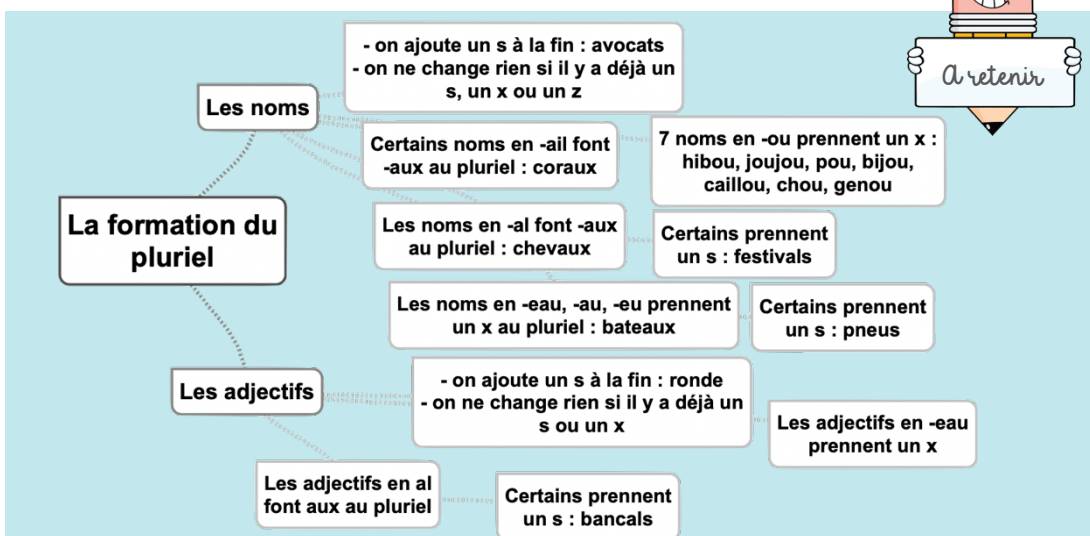 A retenir
La formation du
pluriel
Les noms
- on ajoute un s à la fin : avocats
- on ne change rien si il y a déjà un
s, un x ou un z
7 noms en -ou prennent un x :
hibou, joujou, pou, bijou,
caillou, chou, genou
Certains noms en -ail font
-aux au pluriel : coraux
Les noms en -al font -aux
au pluriel : chevaux
Certains prennent
un s : festivals
Les noms en -eau, -au, -eu prennent
un x au pluriel : bateaux
Certains prennent
un s : pneus
Les adjectifs
- on ajoute un s à la fin : ronde
- on ne change rien si il y a déjà un
s ou un x
Les adjectifs en -eau
prennent un x
Les adjectifs en al
font aux au pluriel
Certains prennent
un s : bancals